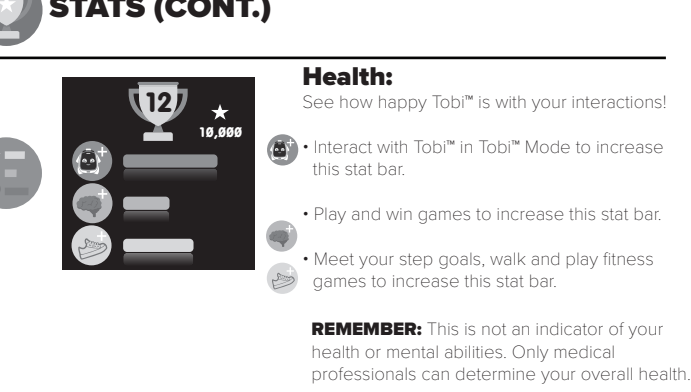 STATS (CONT.)
12
10,000
Health:
See how happy Tobi™ is with your interactions!
• Interact with Tobi™ in Tobi™ Mode to increase
this stat bar.
• Play and win games to increase this stat bar.
• Meet your step goals, walk and play fitness
games to increase this stat bar.
REMEMBER: This is not an indicator of your
health or mental abilities. Only medical
professionals can determine your overall health.